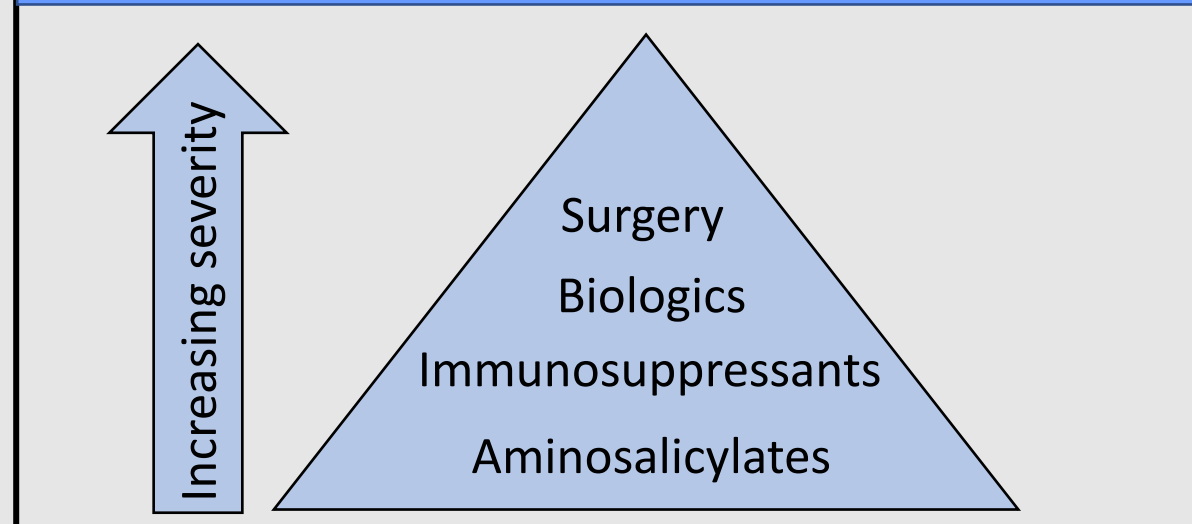 Increasing severity
Surgery
Biologics
Immunosuppressants
Aminosalicylates